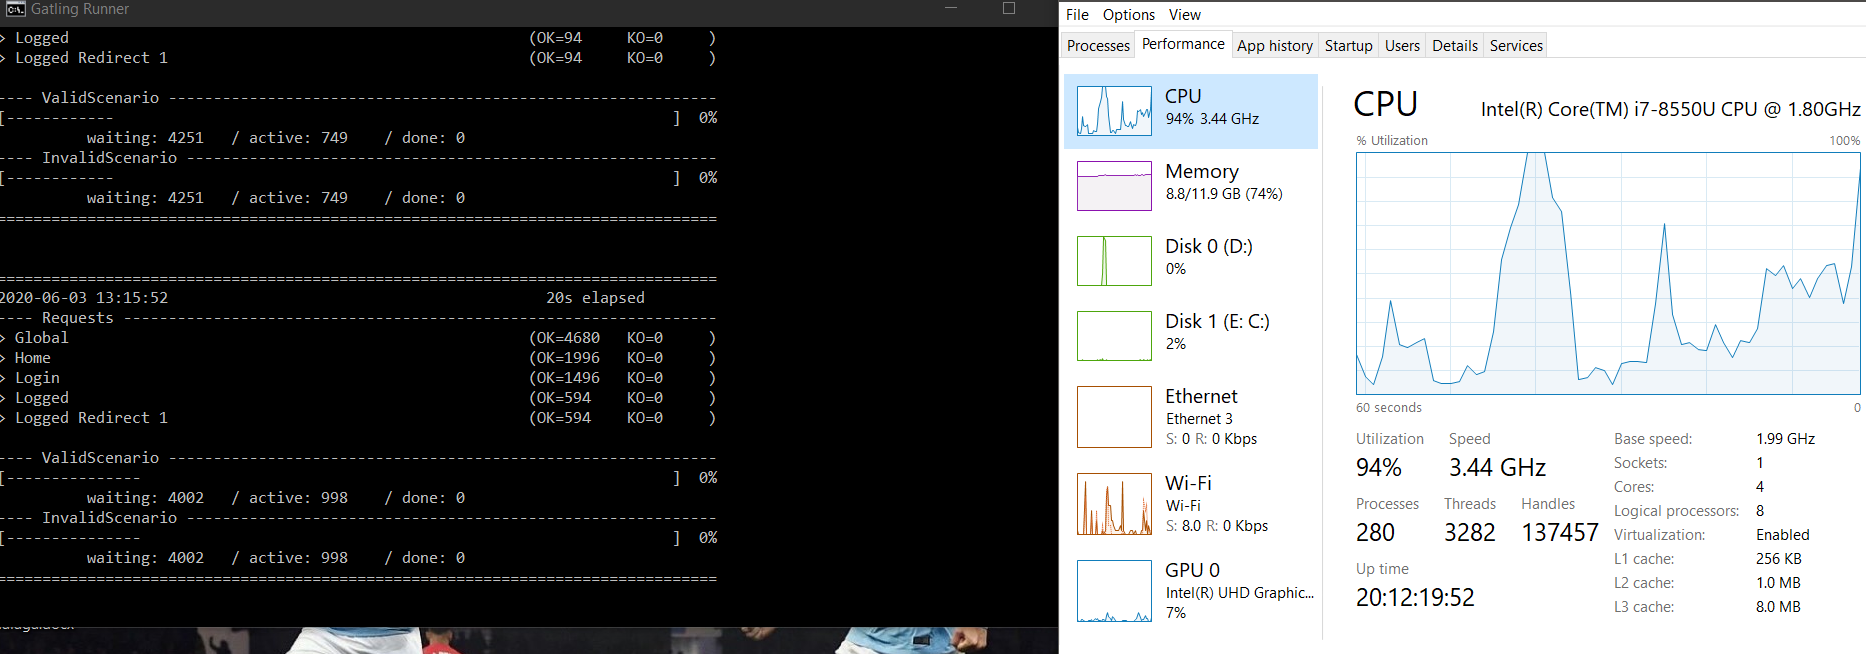 Gatling Runner
> Logged (OK=94 KO=0 )
> Logged Redirect 1 (OK=94 KO=0 )
---- ValidScenario -------------------------------------------------------------
[------------ ] 0%
waiting: 4251 / active: 749 / done: 0
---- InvalidScenario -----------------------------------------------------------
[------------ ] 0%
waiting: 4251 / active: 749 / done: 0
================================================================================
================================================================================
2020-06-03 13:15:52 20s elapsed
---- Requests ------------------------------------------------------------------
> Global (OK=4680 KO=0 )
> Home (OK=1996 KO=0 )
> Login (OK=1496 KO=0 )
> Logged (OK=594 KO=0 )
> Logged Redirect 1 (OK=594 KO=0 )
---- ValidScenario -------------------------------------------------------------
[--------------- ] 0%
waiting: 4002 / active: 998 / done: 0
---- InvalidScenario -----------------------------------------------------------
[--------------- ] 0%
waiting: 4002 / active: 998 / done: 0
================================================================================
File Options View
Processes Performance App history Startup Users Details Services
CPU
94% 3.44 GHz
Memory
8.8/11.9 GB (74%)
Disk 0 (D:)
0%
Disk 1 (E: C:)
2%
Ethernet
Ethernet 3
S: 0 R: 0 Kbps
Wi-Fi
Wi-Fi
S: 8.0 R: 0 Kbps
GPU 0
Intel(R) UHD Graphic...
7%
CPU Intel(R) Core(TM) i7-8550U CPU @ 1.80GHz
% Utilization 100%
60 seconds 0
Utilization Speed
94% 3.44 GHz
Processes Threads Handles
280 3282 137457
Up time
20:12:19:52
Base speed: 1.99 GHz
Sockets: 1
Cores: 4
Logical processors: 8
Virtualization: Enabled
L1 cache: 256 KB
L2 cache: 1.0 MB
L3 cache: 8.0 MB